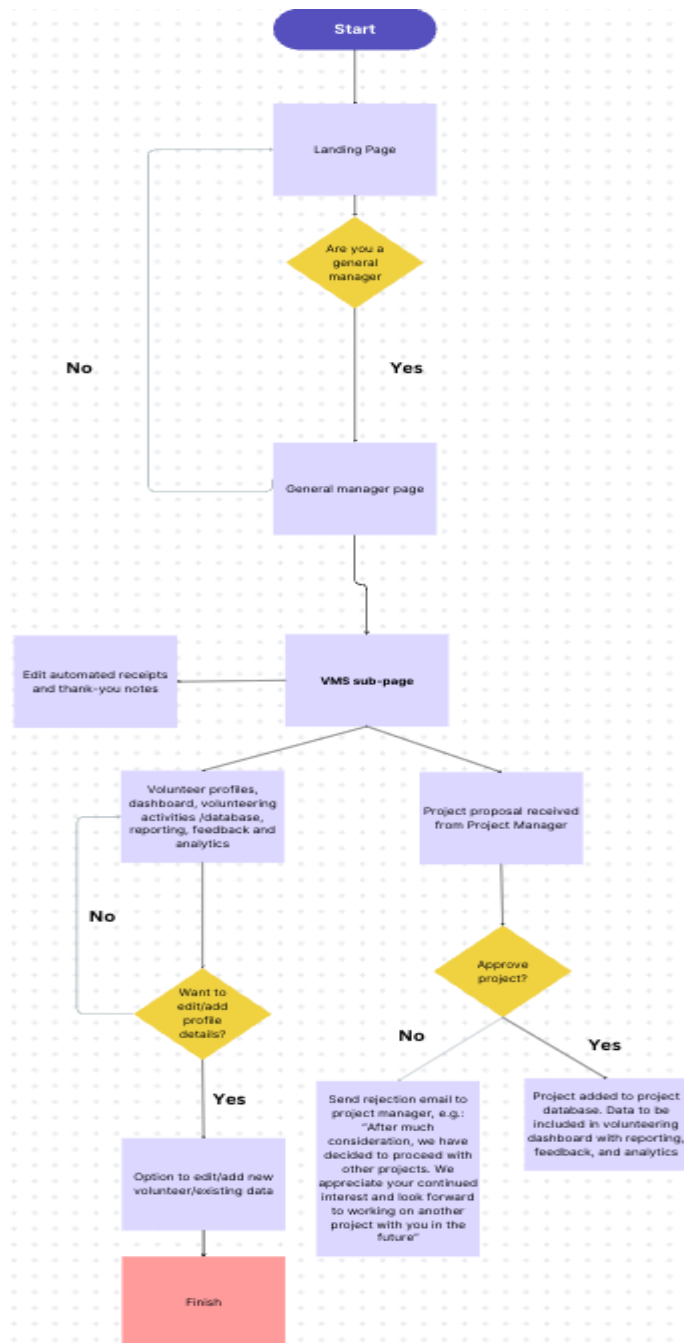 Start
Landing Page
Are you a
general
manager
No
Yes
General manager page
Edit automated receipts
and thank-you notes
VMS sub-page
Volunteer profiles,
dashboard, volunteering
activities /database,
reporting, feedback and
analytics
Project proposal received
from Project Manager
No
Want to
edit/add
profile
details?
Approve
project?
No
Yes
Yes
Send rejection email to
project manager, e.g.:
“After much
consideration, we have
decided to proceed with
other projects. We
appreciate your continued
interest and look forward
to working on another
project with you in the
future”
Project added to project
database. Data to be
included in volunteering
dashboard with reporting,
feedback, and analytics
Option to edit/add new
volunteer/existing data
Finish